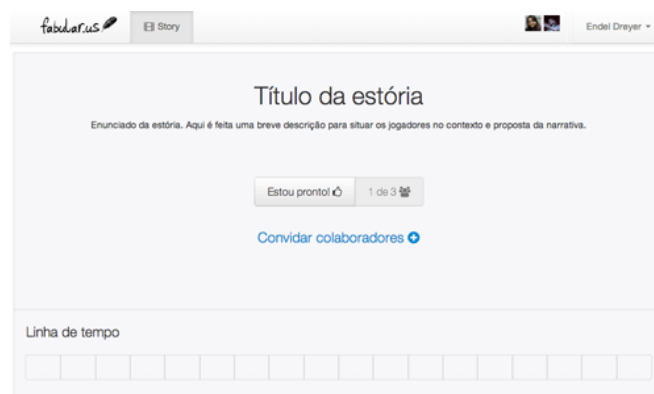 fabular.us Story Endel Dreyer
Título da estória
Enunciado da estória. Aqui é feita uma breve descrição para situar os jogadores no contexto e proposta da narrativa.
Estou pronto! 1 de 3
Convidar colaboradores
Linha de tempo